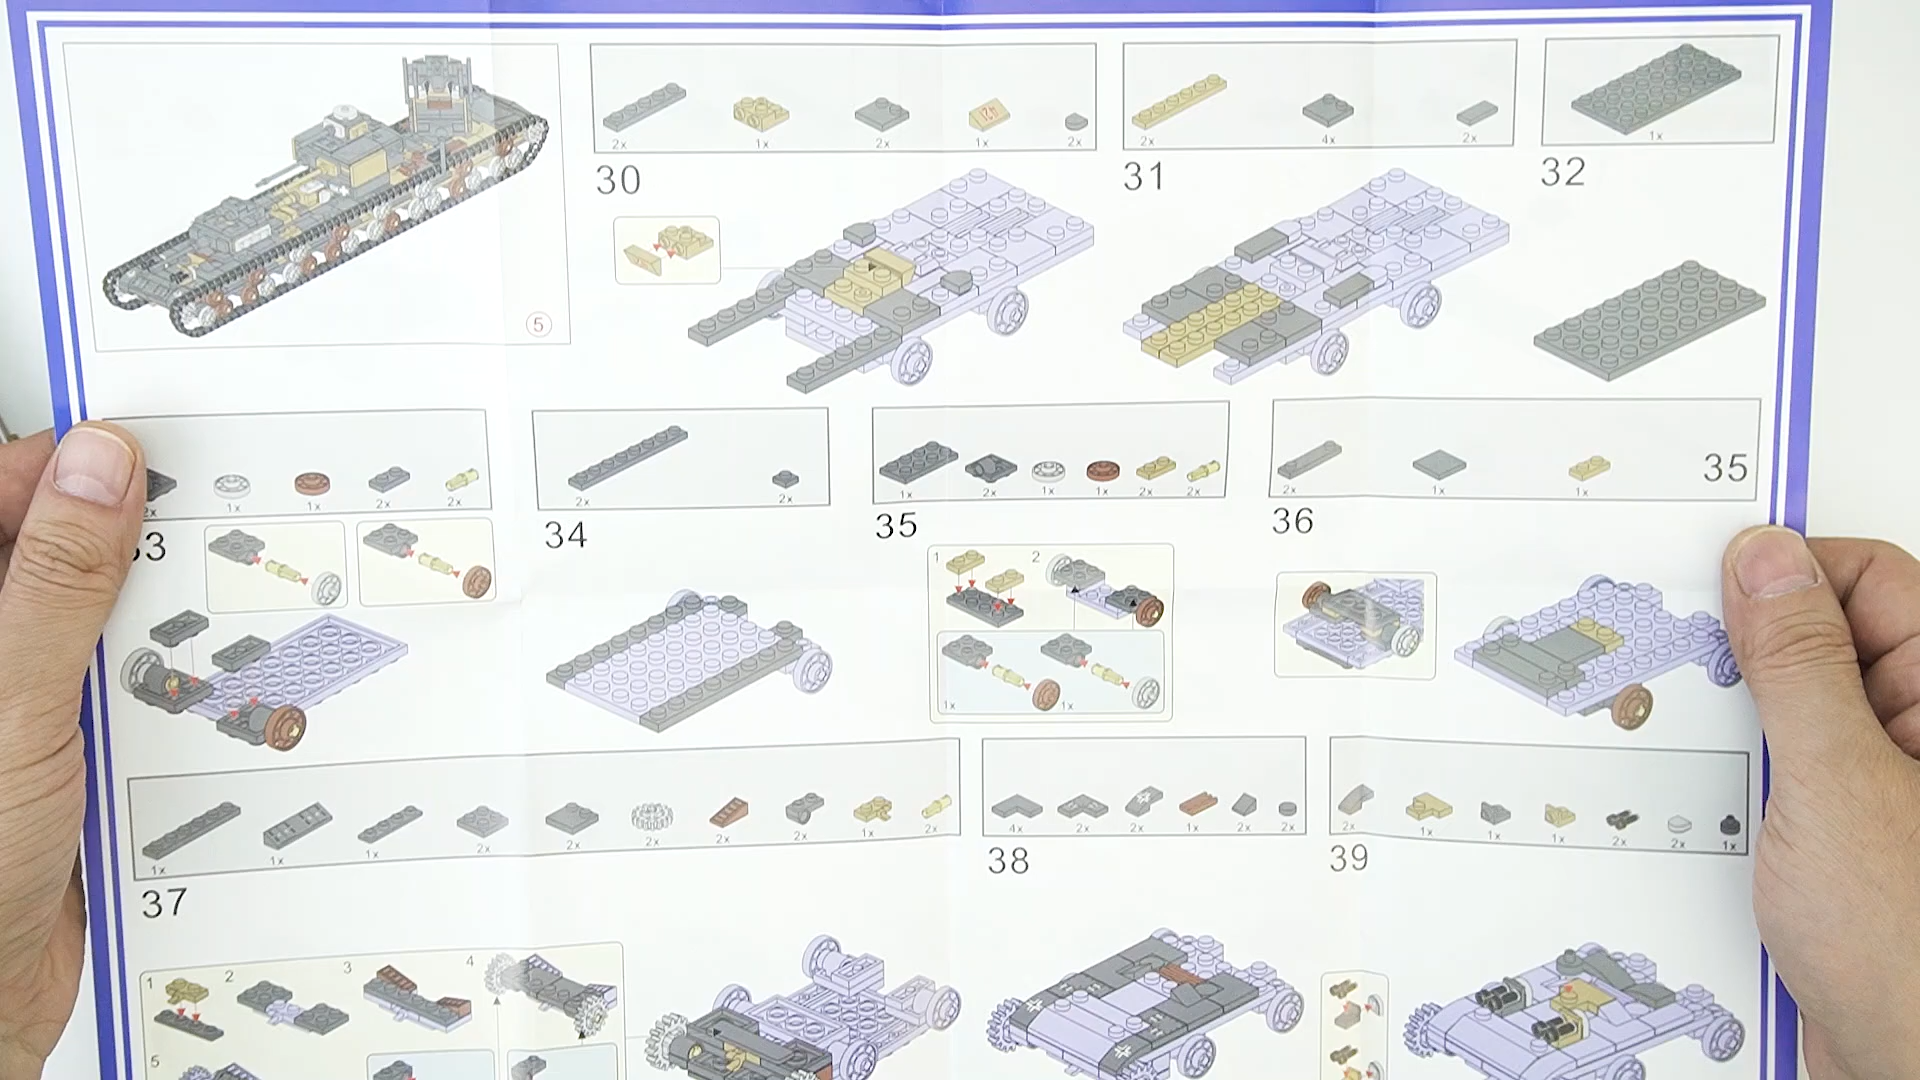 5
2x 1x 2x 1x 2x
30
2x 4x 2x
31
1x
32
2x 1x 1x 2x 2x
33
2x 2x
34
1x 2x 1x 1x 2x 2x
35
1 2
1x 1x
2x 1x 1x
35
36
1x 1x 1x 2x 2x 2x 2x 2x 1x 2x
37
1 2 3 4
5
4x 2x 2x 1x 2x 2x
38
2x 1x 1x 1x 2x 2x 1x
39